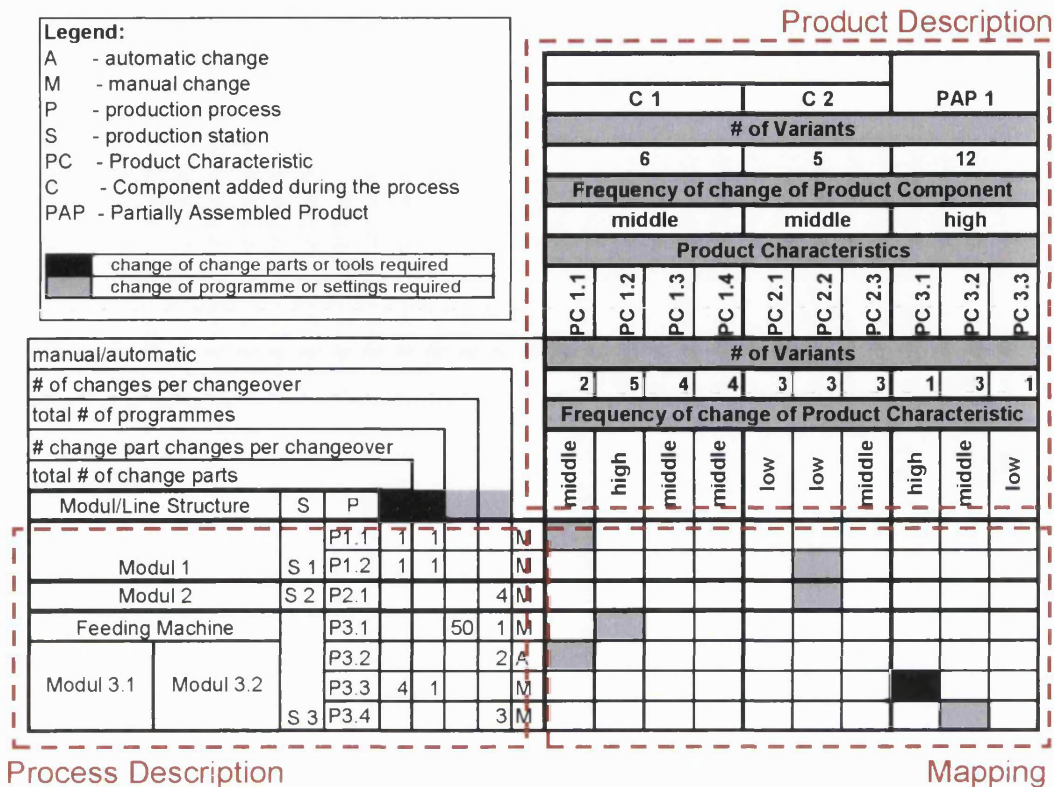 Product Description
Legend:
A - automatic change
M - manual change
P - production process
S - production station
PC - Product Characteristic
C - Component added during the process
PAP - Partially Assembled Product
change of change parts or tools required
change of programme or settings required
C 1 C 2 PAP 1
# of Variants
6 5 12
Frequency of change of Product Component
middle middle high
Product Characteristics
PC 1.1 PC 1.2 PC 1.3 PC 1.4 PC 2.1 PC 2.2 PC 2.3 PC 3.1 PC 3.2 PC 3.3
# of Variants
2 5 4 4 3 3 3 1 3 1
Frequency of change of Product Characteristic
middle high middle middle low low middle high middle low
manual/automatic
# of changes per changeover
total # of programmes
# change part changes per changeover
total # of change parts
Modul/Line Structure S P
P1.1 1 1 M
Modul 1 S 1 P1.2 1 1 M
Modul 2 S 2 P2.1 4 M
Feeding Machine P3.1 50 1 M
P3.2 2 A
Modul 3.1 Modul 3.2 P3.3 4 1 M
S 3 P3.4 3 M
Process Description
Mapping